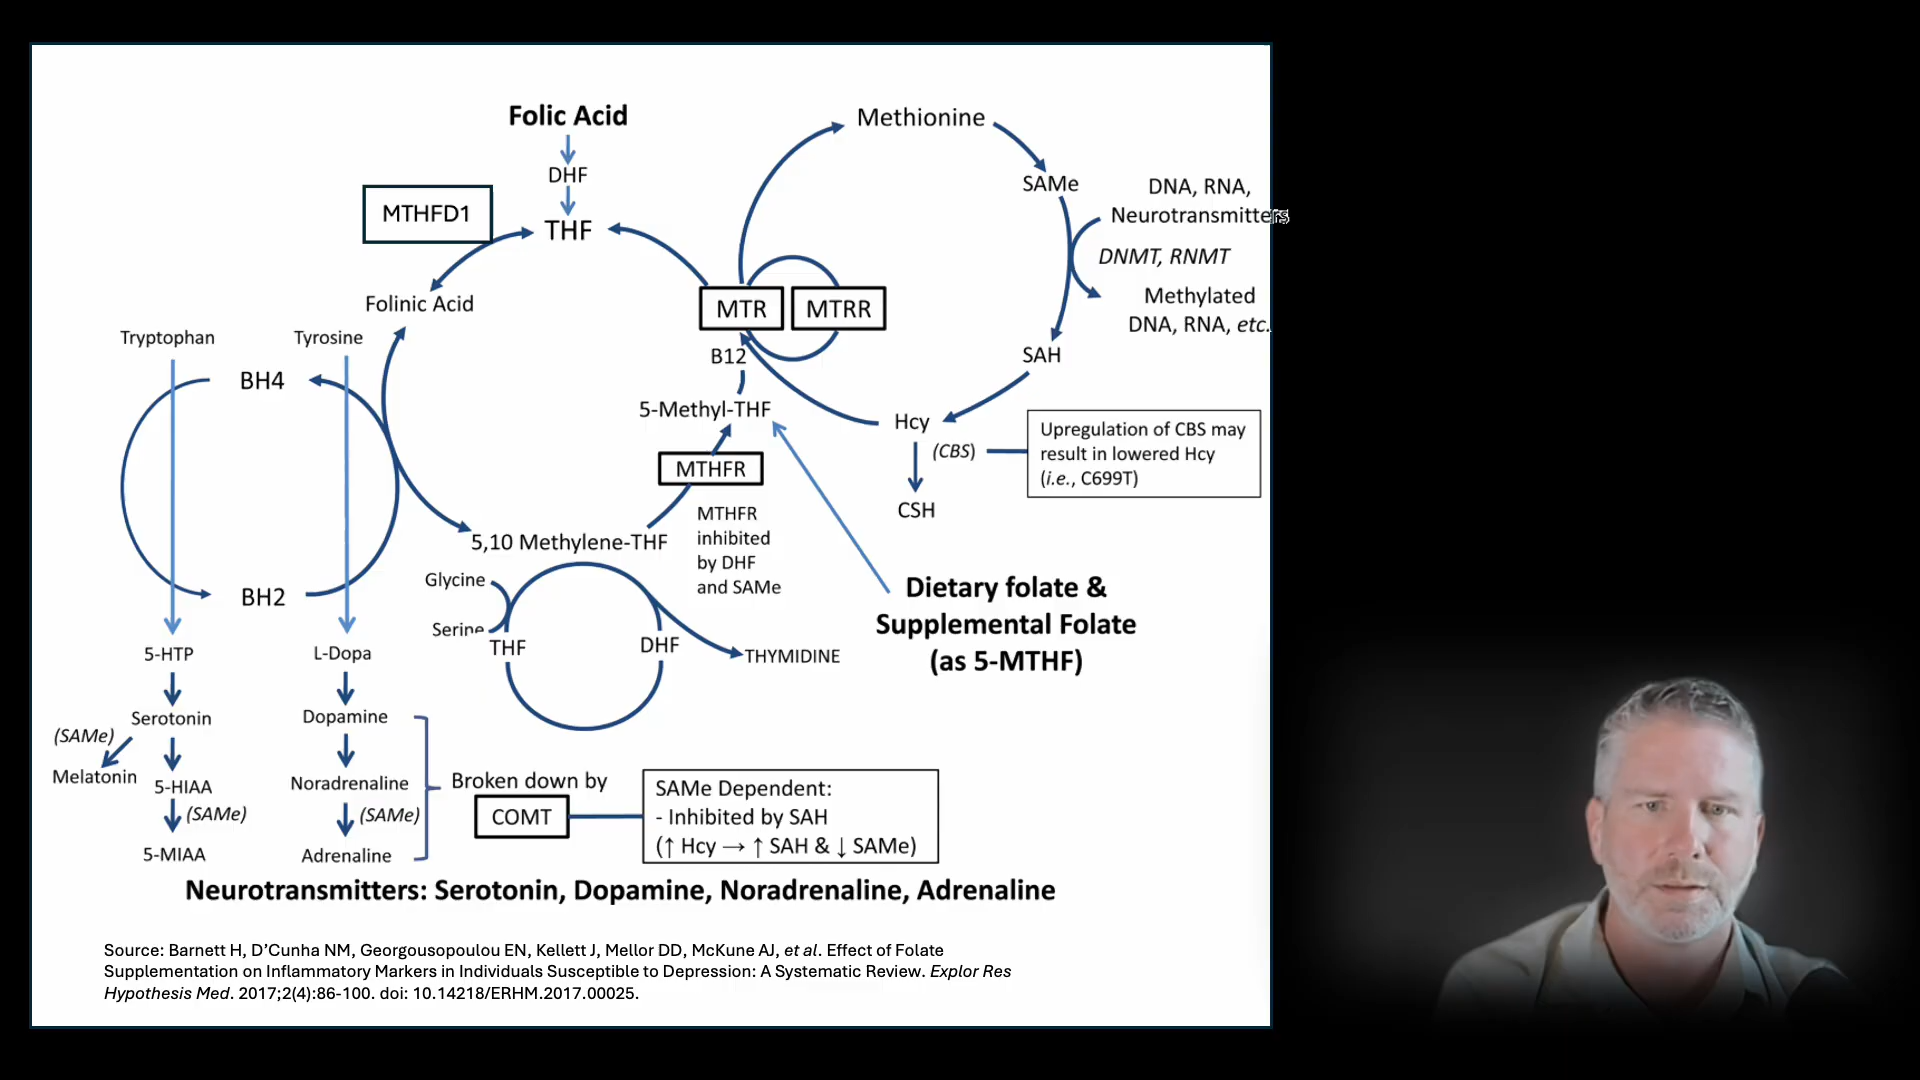 Folic Acid
DHF
THF
MTHFD1
Folinic Acid
Methionine
SAMe
DNA, RNA,
Neurotransmitters
DNMT, RNMT
Methylated
DNA, RNA, etc.
SAH
MTR
MTRR
B12
5-Methyl-THF
Hcy
(CBS)
Upregulation of CBS may
result in lowered Hcy
(i.e., C699T)
CSH
MTHFR
MTHFR
inhibited
by DHF
and SAMe
5,10 Methylene-THF
Glycine
Serine
THF
DHF
THYMIDINE
Dietary folate &
Supplemental Folate
(as 5-MTHF)
Tryptophan
Tyrosine
BH4
BH2
5-HTP
L-Dopa
Serotonin
Dopamine
(SAMe)
Melatonin
5-HIAA
Noradrenaline
(SAMe)
(SAMe)
5-MIAA
Adrenaline
Broken down by
COMT
SAMe Dependent:
- Inhibited by SAH
(↑ Hcy → ↑ SAH & ↓ SAMe)
Neurotransmitters: Serotonin, Dopamine, Noradrenaline, Adrenaline
Source: Barnett H, D’Cunha NM, Georgousopoulou EN, Kellett J, Mellor DD, McKune AJ, et al. Effect of Folate
Supplementation on Inflammatory Markers in Individuals Susceptible to Depression: A Systematic Review. Explor Res
Hypothesis Med. 2017;2(4):86-100. doi: 10.14218/ERHM.2017.00025.